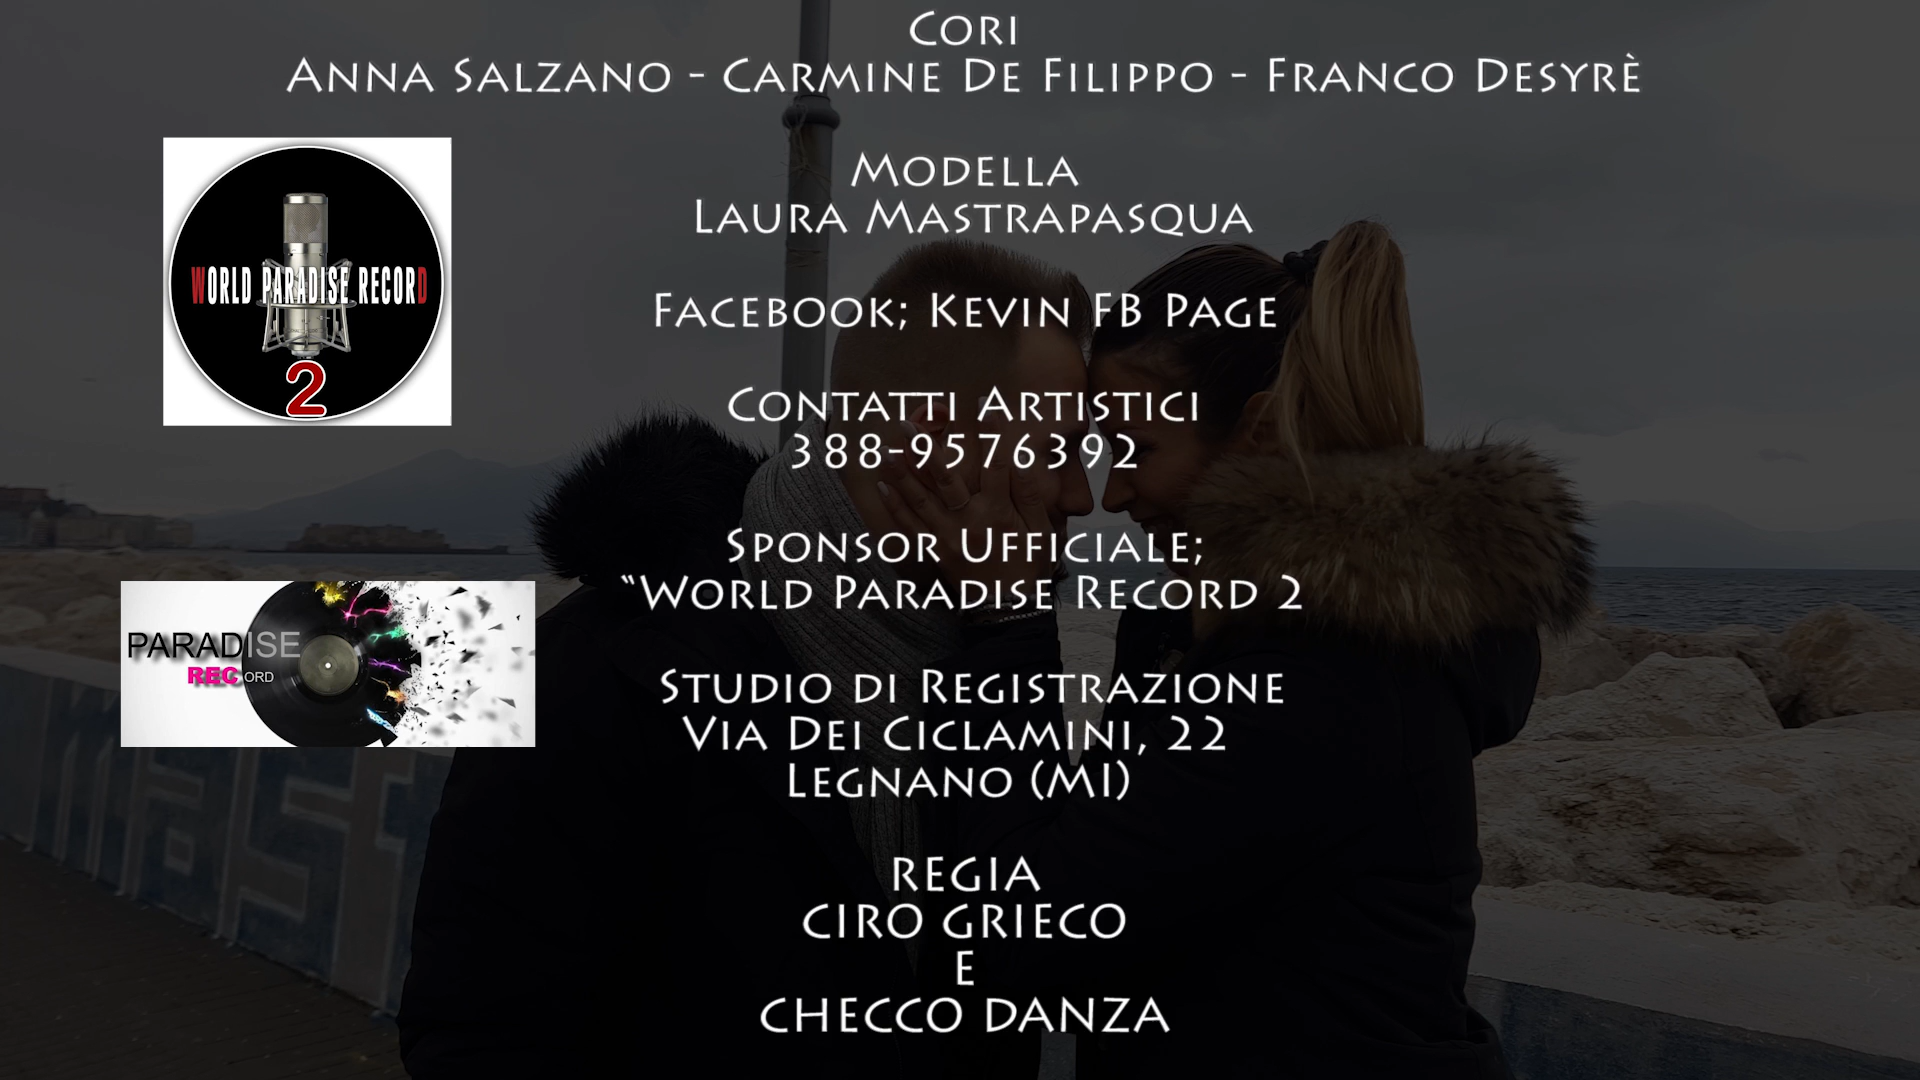 Cori
Anna Salzano - Carmine De Filippo - Franco Desyrè
Modella
Laura Mastrapasqua
Facebook; Kevin FB Page
Contatti Artistici
388-9576392
Sponsor Ufficiale;
“World Paradise Record 2
Studio di Registrazione
Via Dei Ciclamini, 22
Legnano (MI)
REGIA
CIRO GRIECO
E
CHECCO DANZA
WORLD PARADISE RECORD
2
PARADISE
RECORD